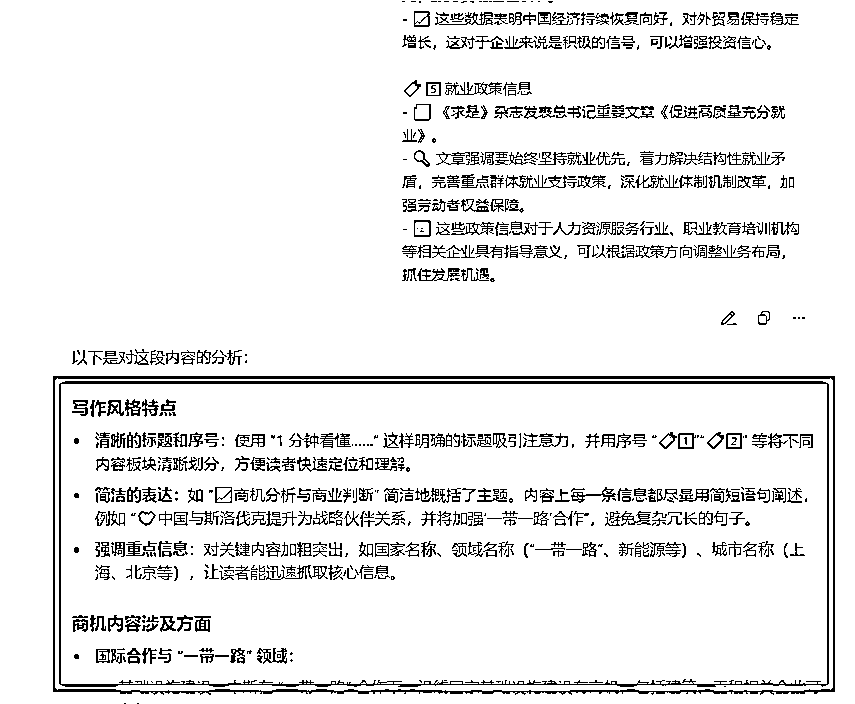 - ☑ 这些数据表明中国经济持续恢复向好，对外贸易保持稳定
增长，这对于企业来说是积极的信号，可以增强投资信心。
5 就业政策信息
- 《求是》杂志发表总书记重要文章《促进高质量充分就
业》。
- 🔍 文章强调要始终坚持就业优先，着力解决结构性就业矛
盾，完善重点群体就业支持政策，深化就业体制机制改革，加
强劳动者权益保障。
- 这些政策信息对于人力资源服务行业、职业教育培训机构
等相关企业具有指导意义，可以根据政策方向调整业务布局，
抓住发展机遇。
以下是对这段内容的分析：
写作风格特点
• 清晰的标题和序号：使用 “1 分钟看懂......” 这样明确的标题吸引注意力，并用序号 “1”“2” 等将不同
内容板块清晰划分，方便读者快速定位和理解。
• 简洁的表达：如 “☑商机分析与商业判断” 简洁地概括了主题。内容上每一条信息都尽量用简短语句阐述，
例如 “♡中国与斯洛伐克提升为战略伙伴关系，并将加强‘一带一路’合作”，避免复杂冗长的句子。
• 强调重点信息：对关键内容加粗突出，如国家名称、领域名称（“一带一路”、新能源等）、城市名称（上
海、北京等），让读者能迅速抓取核心信息。
商机内容涉及方面
• 国际合作与 “一带一路” 领域：